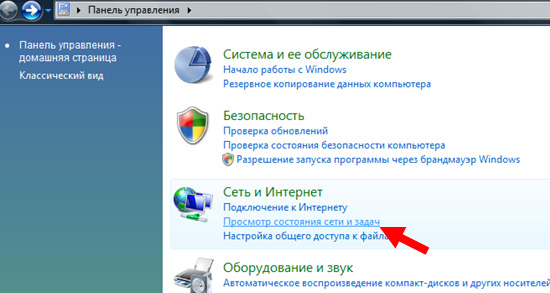 Панель управления
Панель управления -
домашняя страница
Классический вид
Система и ее обслуживание
Начало работы с Windows
Резервное копирование данных компьютера
Безопасность
Проверка обновлений
Проверка состояния безопасности компьютера
Разрешение запуска программы через брандмауэр Windows
Сеть и Интернет
Подключение к Интернету
Просмотр состояния сети и задач
Настройка общего доступа к файла
Оборудование и звук
Автоматическое воспроизведение компакт-дисков и других носителей